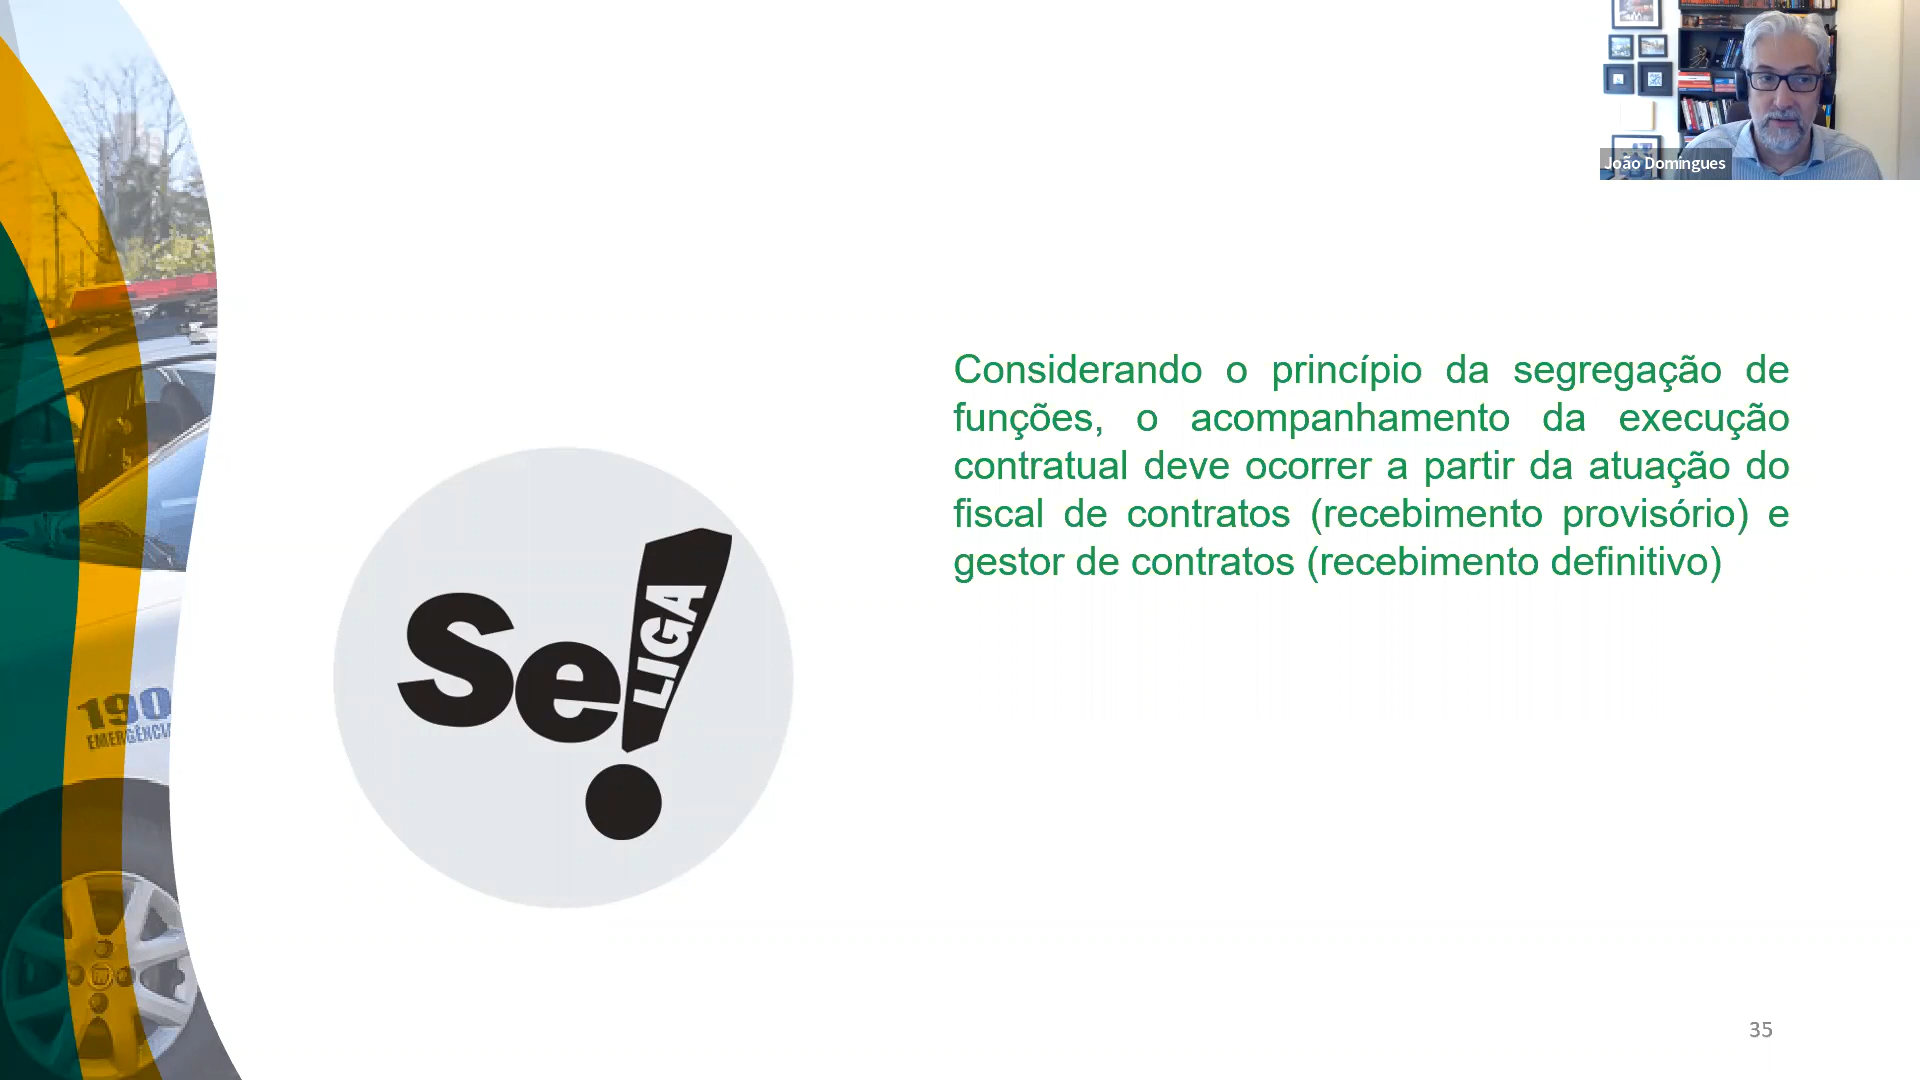 João Domingues
Considerando o princípio da segregação de
funções, o acompanhamento da execução
contratual deve ocorrer a partir da atuação do
fiscal de contratos (recebimento provisório) e
gestor de contratos (recebimento definitivo)
Se
LIGA
190
EMERGÊNCIA
35